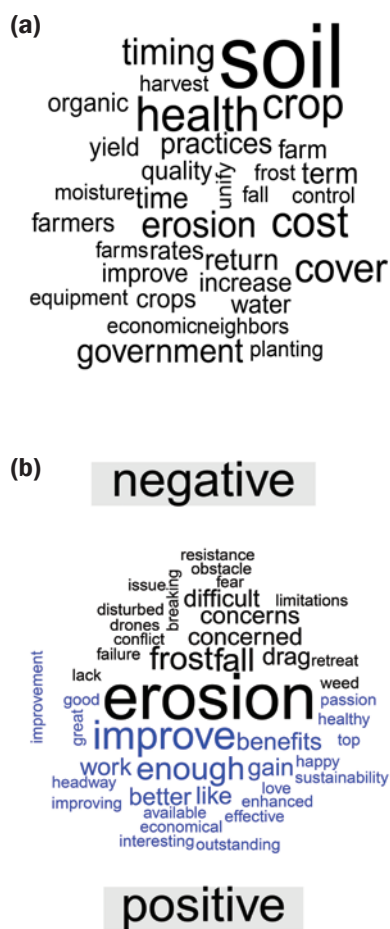 (a)
timing soil
harvest
organic health crop
yield practices farm
quality unify frost term
moisture time fall control
farmers erosion cost
farms rates return cover
improve increase
equipment crops water
economic neighbors
government planting
(b)
negative
resistance
obstacle
issue breaking fear
difficult limitations
disturbed concerns
drones
conflict concerned
failure frost fall drag retreat
lack erosion weed
improvement good great passion
improve healthy
benefits top
work enough gain happy
headway sustainability
improving better like love
enhanced
available effective
economical
interesting outstanding
positive